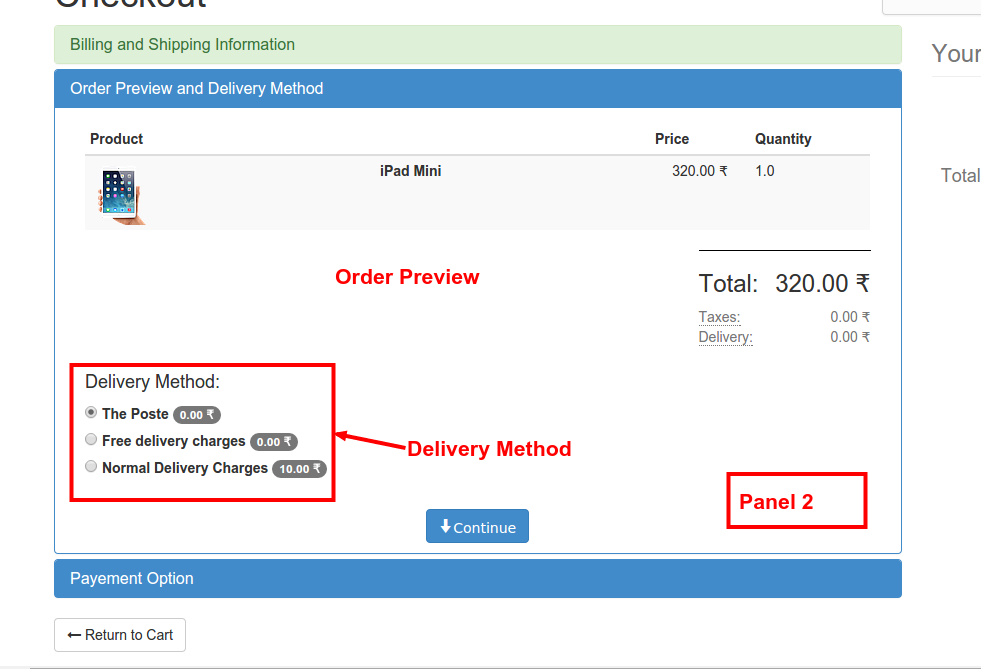 Checkout
Billing and Shipping Information
Your
Order Preview and Delivery Method
Product Price Quantity
iPad Mini 320.00 ₹ 1.0
Total
Order Preview
Total: 320.00 ₹
Taxes: 0.00 ₹
Delivery: 0.00 ₹
Delivery Method:
The Poste 0.00 ₹
Free delivery charges 0.00 ₹
Normal Delivery Charges 10.00 ₹
Delivery Method
Panel 2
Continue
Payement Option
Return to Cart